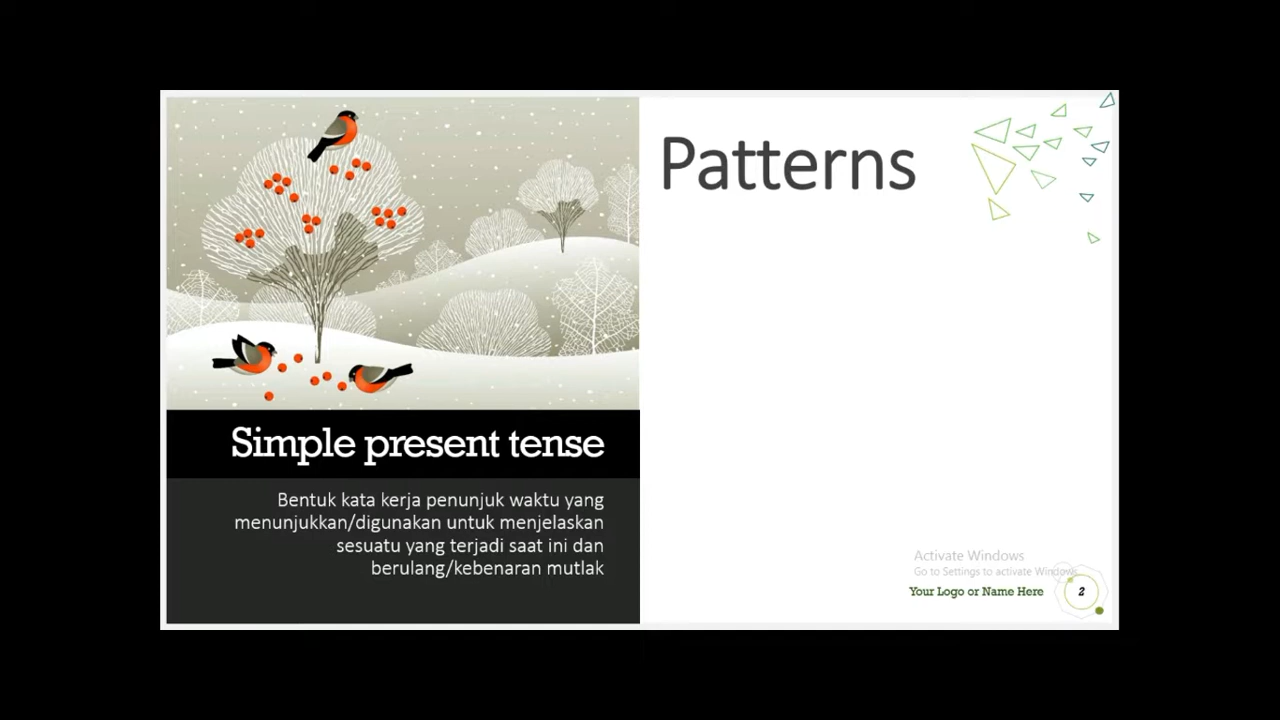 Simple present tense
Bentuk kata kerja penunjuk waktu yang
menunjukkan/digunakan untuk menjelaskan
sesuatu yang terjadi saat ini dan
berulang/kebenaran mutlak
Patterns
Activate Windows
Go to Settings to activate Windows.
Your Logo or Name Here
2